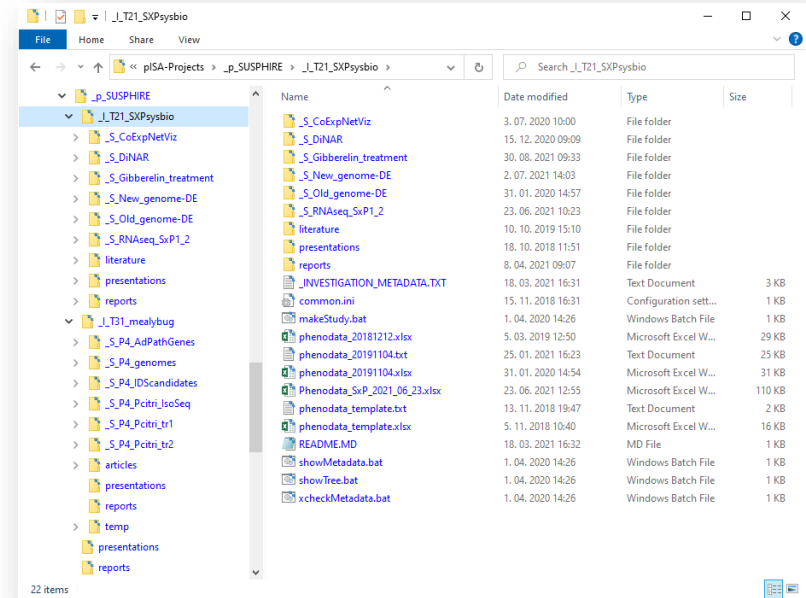 _I_T21_SXPsysbio
File Home Share View
« pISA-Projects › _p_SUSPHIRE › _I_T21_SXPsysbio › Search _I_T21_SXPsysbio
_p_SUSPHIRE
_I_T21_SXPsysbio
_S_CoExpNetViz
_S_DiNAR
_S_Gibberelin_treatment
_S_New_genome-DE
_S_Old_genome-DE
_S_RNAseq_SxP1_2
literature
presentations
reports
_I_T31_mealybug
_S_P4_AdPathGenes
_S_P4_genomes
_S_P4_IDScandidates
_S_P4_Pcitri_IsoSeq
_S_P4_Pcitri_tr1
_S_P4_Pcitri_tr2
articles
presentations
reports
temp
presentations
reports
Name Date modified Type Size
_S_CoExpNetViz 3. 07. 2020 10:00 File folder
_S_DiNAR 15. 12. 2020 09:09 File folder
_S_Gibberelin_treatment 30. 08. 2021 09:33 File folder
_S_New_genome-DE 2. 07. 2021 14:03 File folder
_S_Old_genome-DE 31. 01. 2020 14:57 File folder
_S_RNAseq_SxP1_2 23. 06. 2021 10:23 File folder
literature 10. 10. 2019 15:10 File folder
presentations 18. 10. 2018 11:51 File folder
reports 8. 04. 2021 09:07 File folder
_INVESTIGATION_METADATA.TXT 18. 03. 2021 16:31 Text Document 3 KB
common.ini 15. 11. 2018 16:31 Configuration sett... 1 KB
makeStudy.bat 1. 04. 2020 14:26 Windows Batch File 1 KB
phenodata_20181212.xlsx 5. 03. 2019 12:50 Microsoft Excel W... 29 KB
phenodata_20191104.txt 25. 01. 2021 16:23 Text Document 25 KB
phenodata_20191104.xlsx 31. 01. 2020 14:54 Microsoft Excel W... 31 KB
Phenodata_SxP_2021_06_23.xlsx 23. 06. 2021 12:55 Microsoft Excel W... 110 KB
phenodata_template.txt 13. 11. 2018 19:47 Text Document 2 KB
phenodata_template.xlsx 5. 11. 2018 10:40 Microsoft Excel W... 16 KB
README.MD 18. 03. 2021 16:32 MD File 1 KB
showMetadata.bat 1. 04. 2020 14:26 Windows Batch File 1 KB
showTree.bat 1. 04. 2020 14:26 Windows Batch File 1 KB
xcheckMetadata.bat 1. 04. 2020 14:26 Windows Batch File 1 KB
22 items